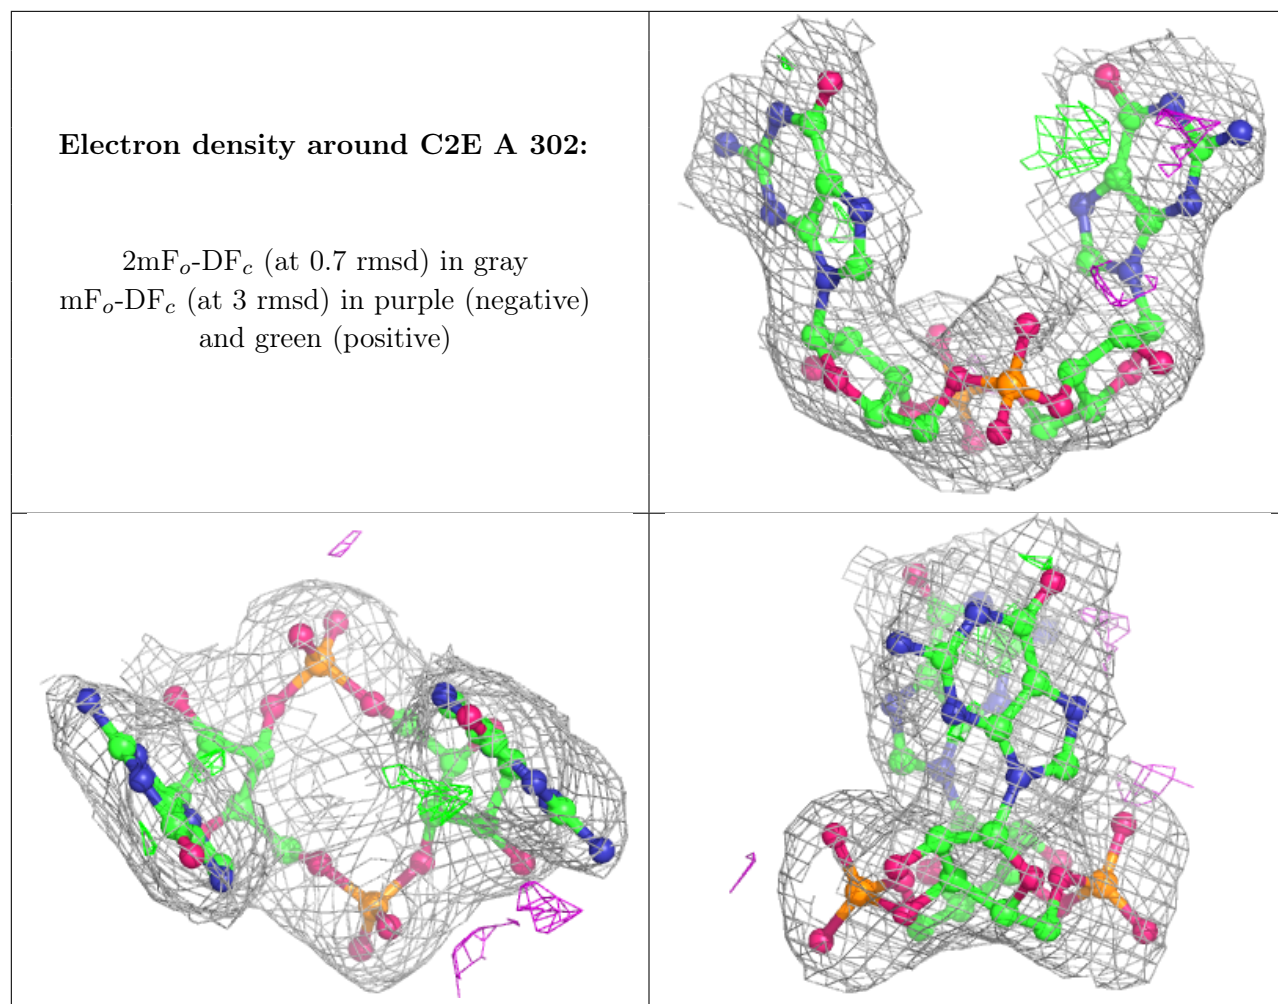 Electron density around C2E A 302:
2mFo-DFc (at 0.7 rmsd) in gray
mFo-DFc (at 3 rmsd) in purple (negative)
and green (positive)